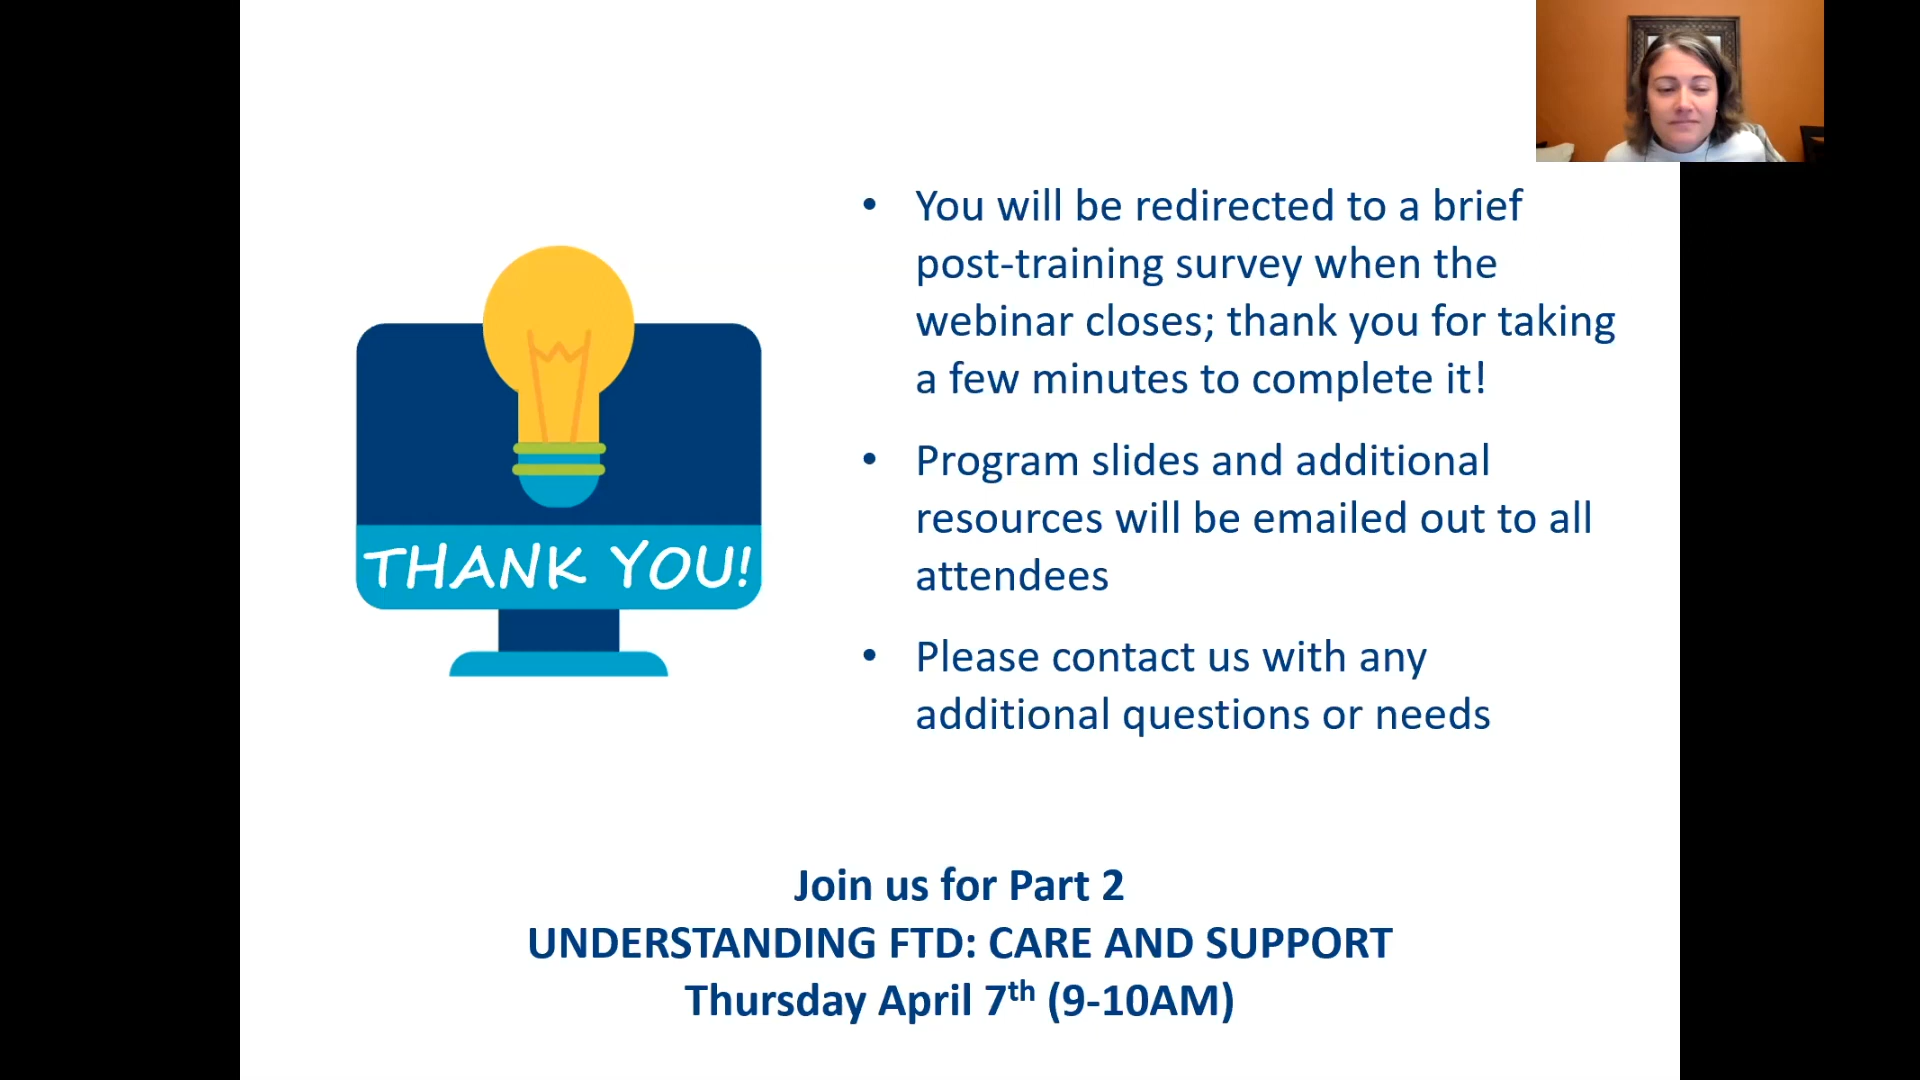 THANK YOU!
• You will be redirected to a brief
post-training survey when the
webinar closes; thank you for taking
a few minutes to complete it!
• Program slides and additional
resources will be emailed out to all
attendees
• Please contact us with any
additional questions or needs
Join us for Part 2
UNDERSTANDING FTD: CARE AND SUPPORT
Thursday April 7th (9-10AM)